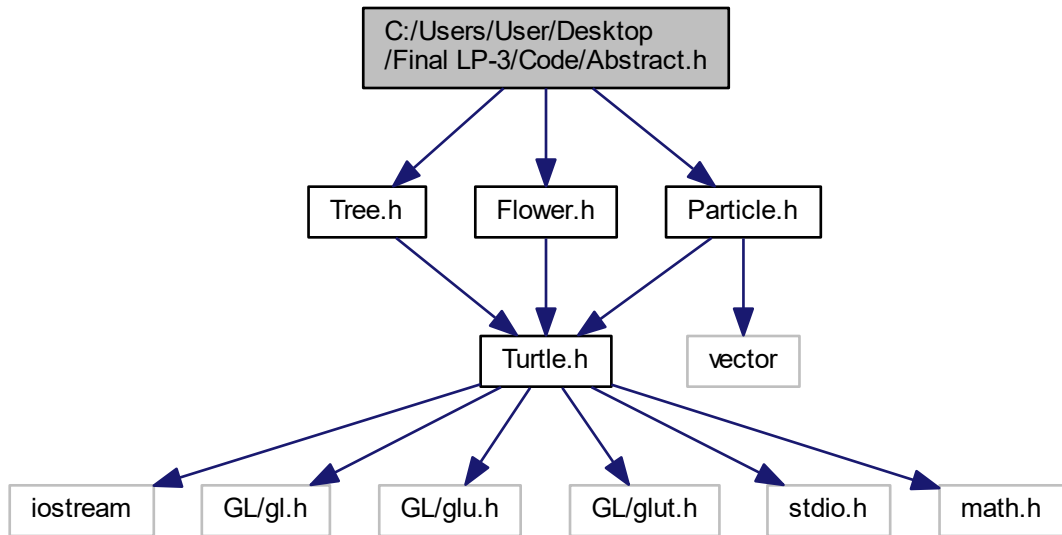 C:/Users/User/Desktop
/Final LP-3/Code/Abstract.h
Tree.h
Flower.h
Particle.h
Turtle.h
vector
iostream
GL/gl.h
GL/glu.h
GL/glut.h
stdio.h
math.h